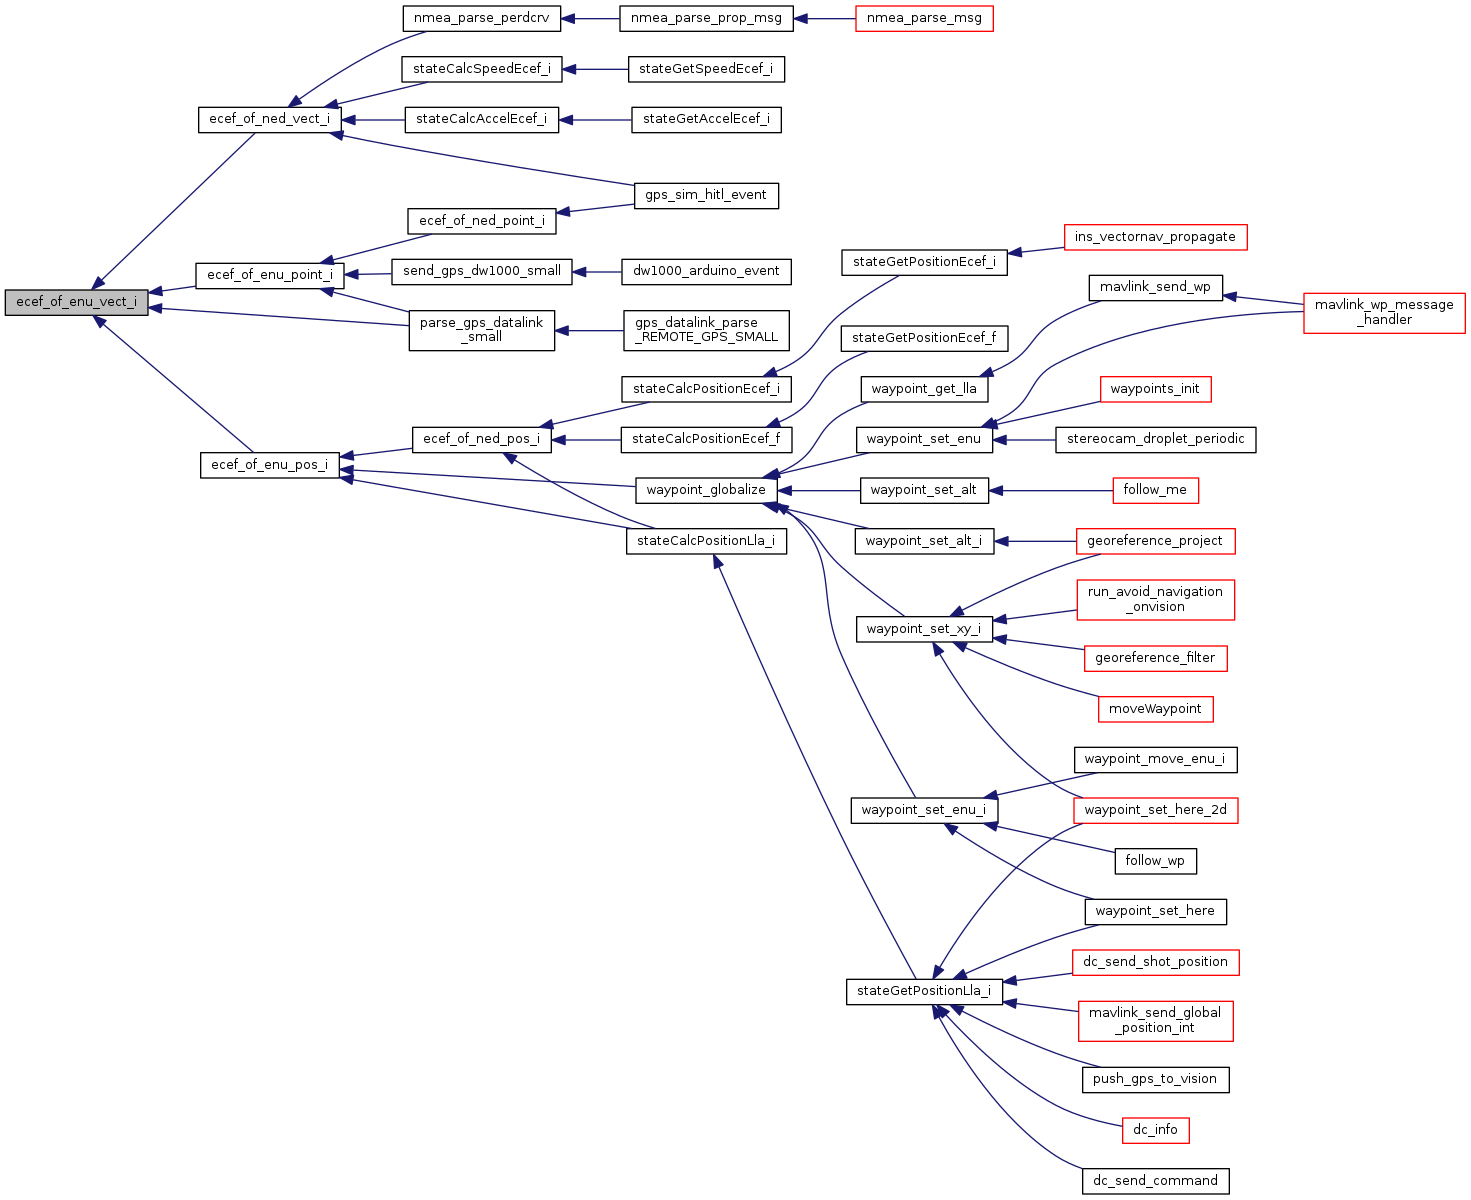 nmea_parse_perdcrv
nmea_parse_prop_msg
nmea_parse_msg
stateCalcSpeedEcef_i
stateGetSpeedEcef_i
ecef_of_ned_vect_i
stateCalcAccelEcef_i
stateGetAccelEcef_i
gps_sim_hitl_event
ecef_of_ned_point_i
ins_vectornav_propagate
stateGetPositionEcef_i
ecef_of_enu_point_i
send_gps_dw1000_small
dw1000_arduino_event
mavlink_send_wp
ecef_of_enu_vect_i
mavlink_wp_message
_handler
parse_gps_datalink
_small
gps_datalink_parse
_REMOTE_GPS_SMALL
stateGetPositionEcef_f
stateCalcPositionEcef_i
waypoint_get_lla
waypoints_init
ecef_of_ned_pos_i
stateCalcPositionEcef_f
waypoint_set_enu
stereocam_droplet_periodic
ecef_of_enu_pos_i
waypoint_globalize
waypoint_set_alt
follow_me
stateCalcPositionLla_i
waypoint_set_alt_i
georeference_project
run_avoid_navigation
_onvision
waypoint_set_xy_i
georeference_filter
moveWaypoint
waypoint_move_enu_i
waypoint_set_enu_i
waypoint_set_here_2d
follow_wp
waypoint_set_here
dc_send_shot_position
stateGetPositionLla_i
mavlink_send_global
_position_int
push_gps_to_vision
dc_info
dc_send_command